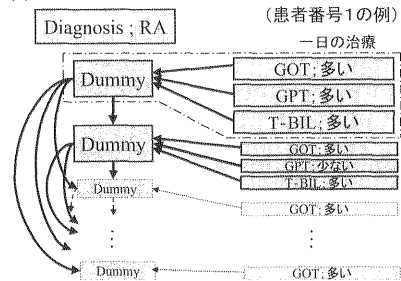 (患者番号1の例)
Diagnosis ; RA
一日の治療
Dummy
GOT;多い
GPT;多い
T-BIL;多い
Dummy
GOT;多い
GPT;少ない
T-BIL;多い
Dummy
GOT;多い
Dummy
GOT;多い